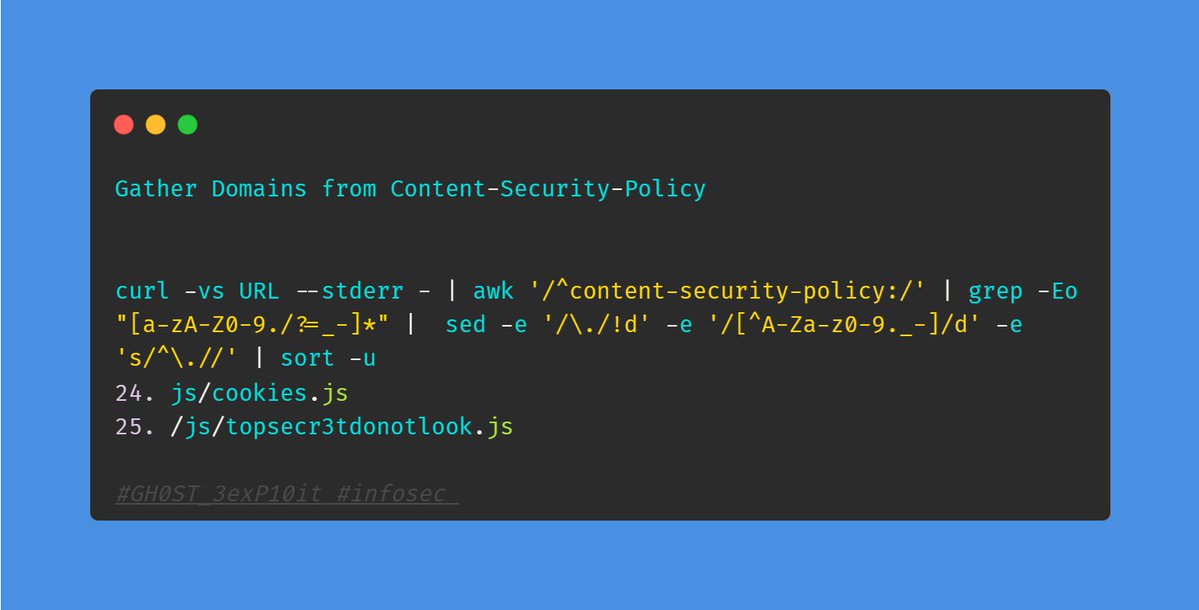 Gather Domains from Content-Security-Policy
curl -vs URL --stderr - | awk '/^content-security-policy:/' | grep -Eo
"[a-zA-Z0-9./?=_-]*" |  sed -e '/\./!d' -e '/[^A-Za-z0-9._-]/d' -e
's/^\.//' | sort -u
24. js/cookies.js
25. /js/topsecr3tdonotlook.js
#GH0ST_3exP10it #infosec